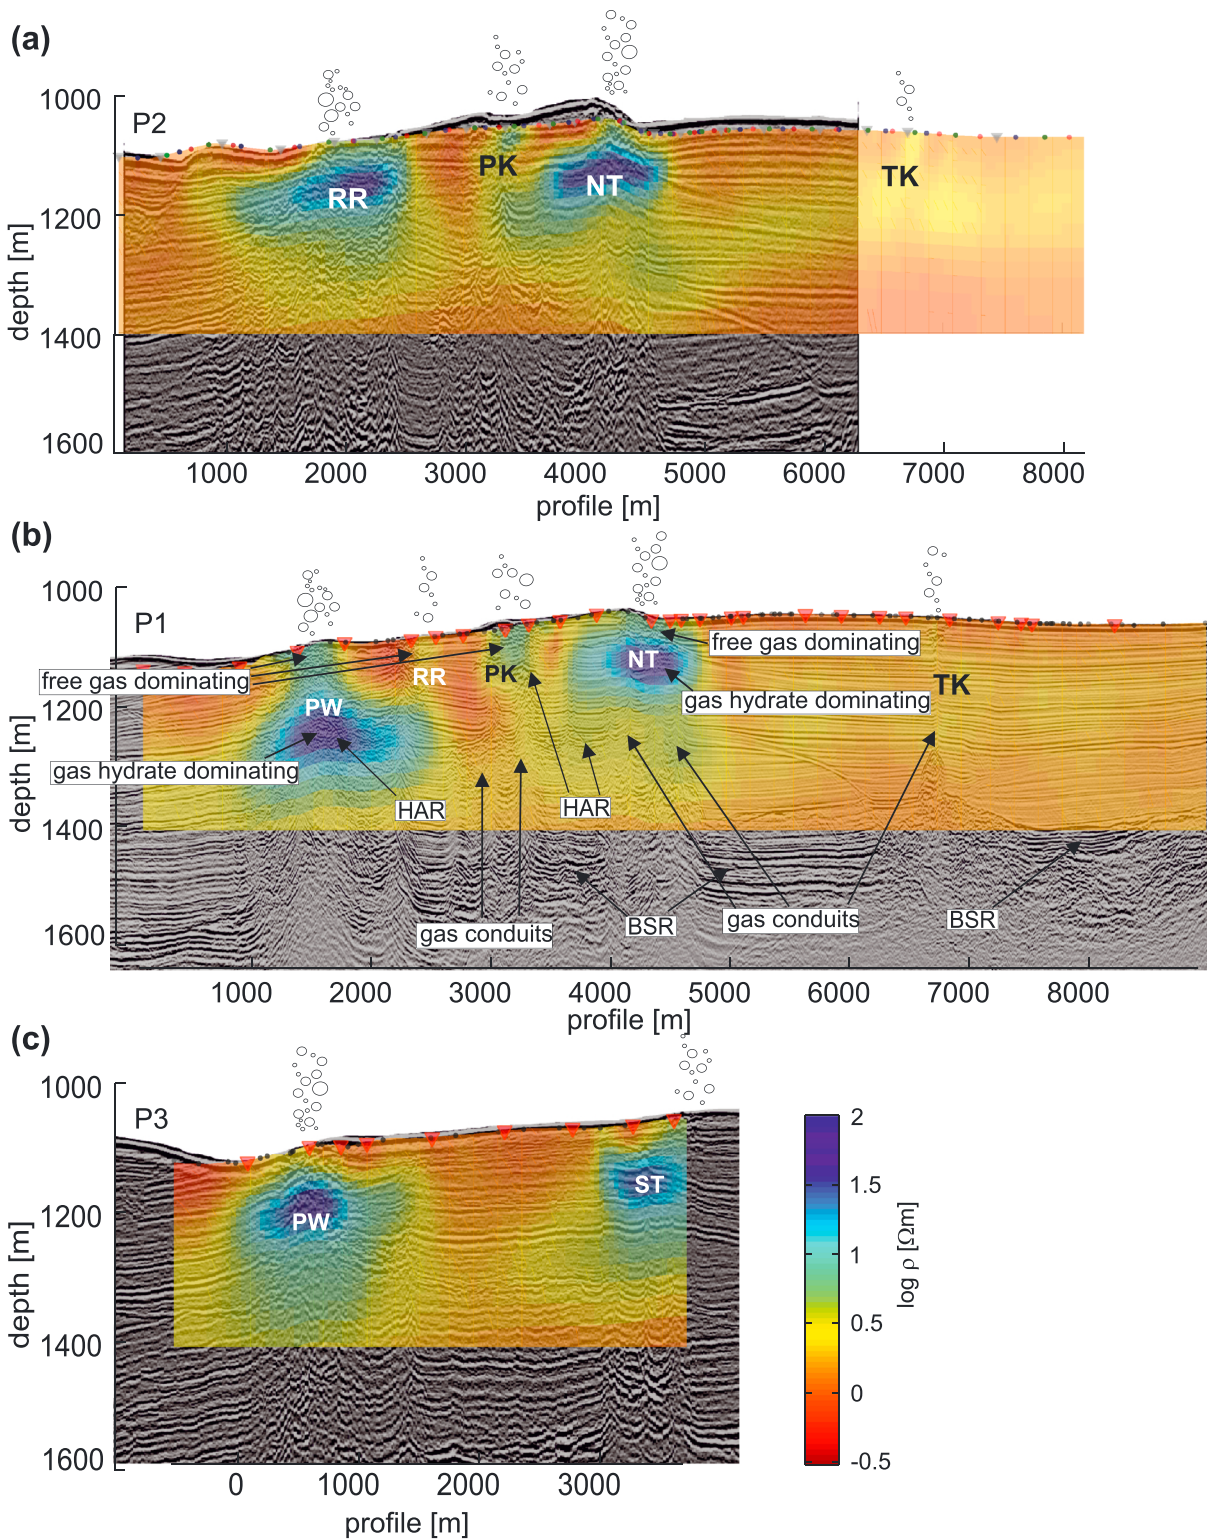 (a)
1000
P2
PK
RR
NT
TK
1200
depth [m]
1400
1600
1000 2000 3000 4000 5000 6000 7000 8000
profile [m]
(b)
1000
P1
free gas dominating
free gas dominating
NT
RR
PK
TK
gas hydrate dominating
PW
1200
gas hydrate dominating
HAR
HAR
depth [m]
1400
BSR
gas conduits
BSR
gas conduits
1600
1000 2000 3000 4000 5000 6000 7000 8000
profile [m]
(c)
1000
P3
ST
PW
1200
depth [m]
1400
1600
0 1000 2000 3000
profile [m]
2
1.5
1
0.5
0
-0.5
log ρ [Ωm]